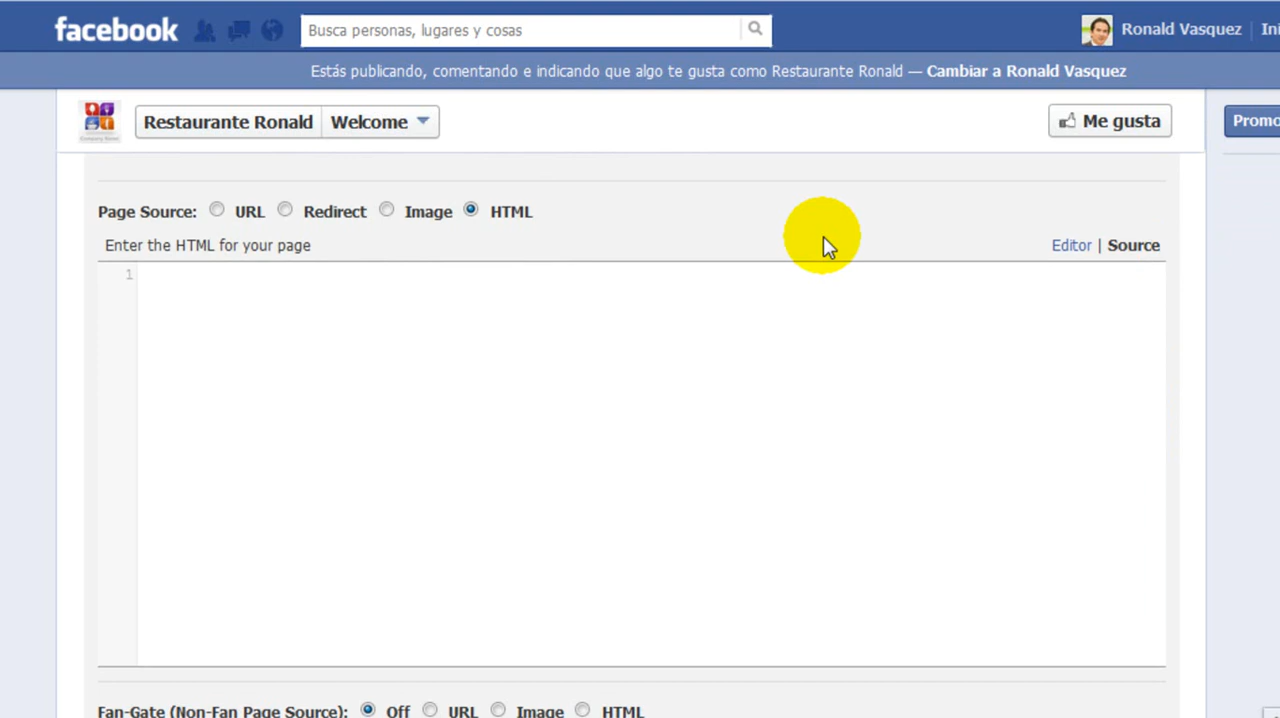 facebook Busca personas, lugares y cosas Ronald Vasquez Ini
Estás publicando, comentando e indicando que algo te gusta como Restaurante Ronald — Cambiar a Ronald Vasquez
Restaurante Ronald Welcome Me gusta Promo
Page Source: URL Redirect Image HTML
Enter the HTML for your page Editor | Source
1
Fan-Gate (Non-Fan Page Source): Off URL Image HTML